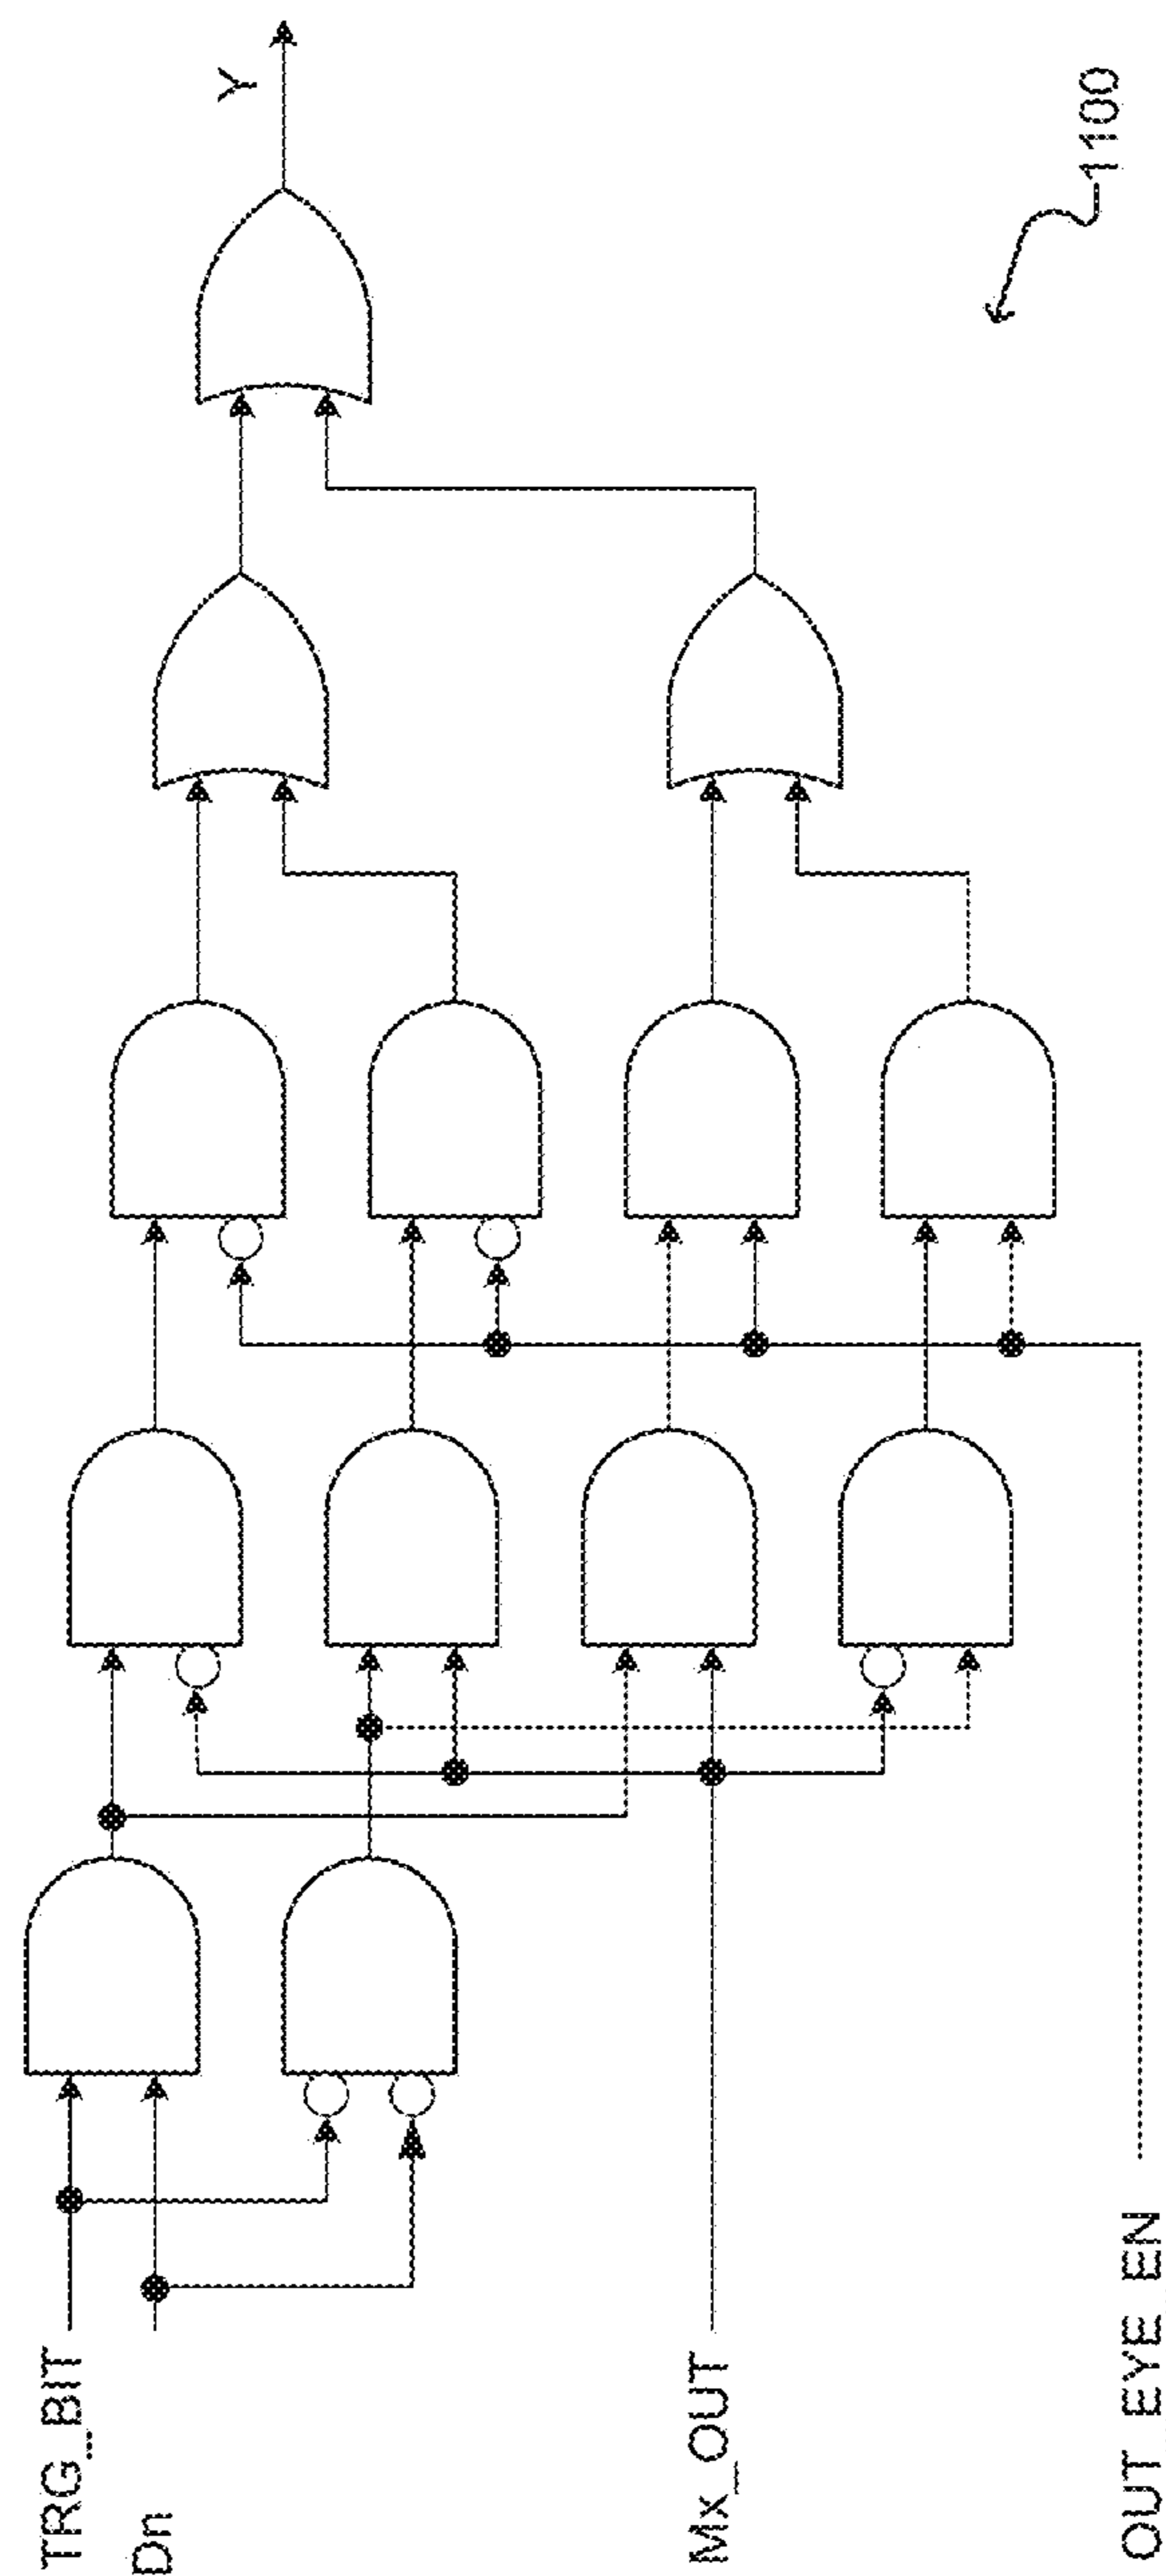 TRG_BIT
Dn
Mx_OUT
OUT EYE EN
Y
1100